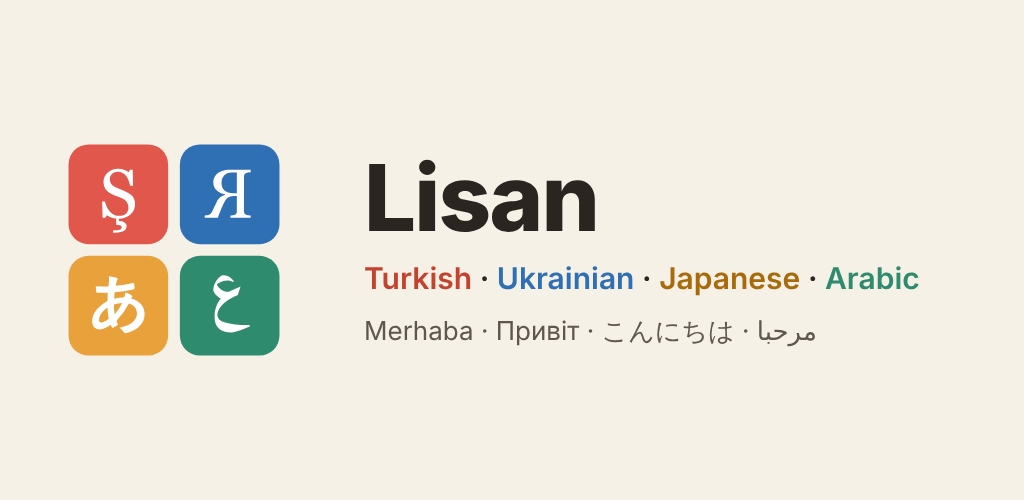 Ş Я
あ ع
Lisan
Turkish · Ukrainian · Japanese · Arabic
Merhaba · Привіт · こんにちは · مرحبا